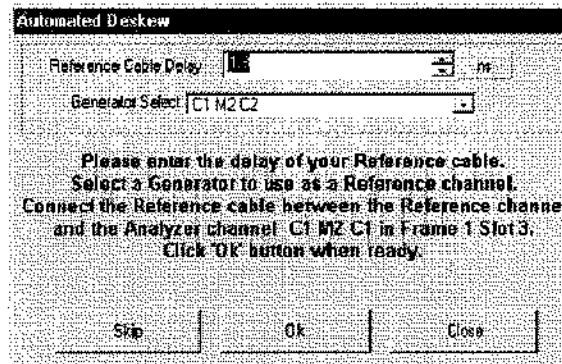 Automated Deskew
Reference Cable Delay ns
Generator Select C1 M2 C2
Please enter the delay of your Reference cable.
Select a Generator to use as a Reference channel.
Connect the Reference cable between the Reference channe
and the Analyzer channel C1 M2 C1 in Frame 1 Slot 3.
Click 'Ok' button when ready.
Skip Ok Close